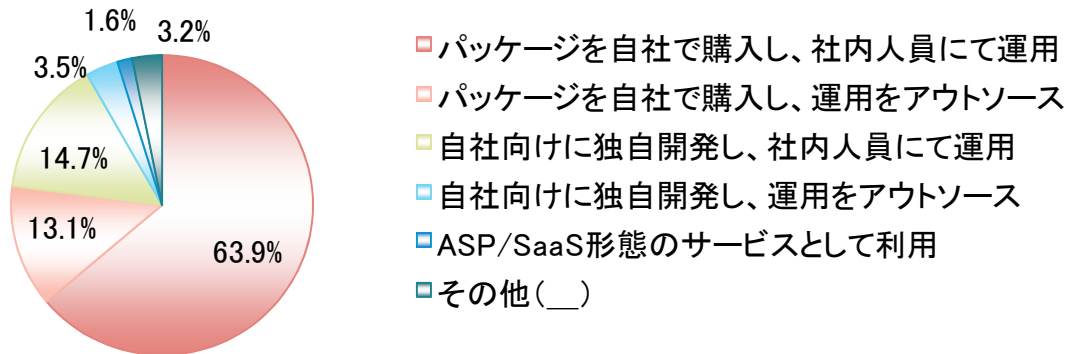 1.6%
3.2%
3.5%
14.7%
13.1%
63.9%
パッケージを自社で購入し、社内人員にて運用
パッケージを自社で購入し、運用をアウトソース
自社向けに独自開発し、社内人員にて運用
自社向けに独自開発し、運用をアウトソース
ASP/SaaS形態のサービスとして利用
その他(__)